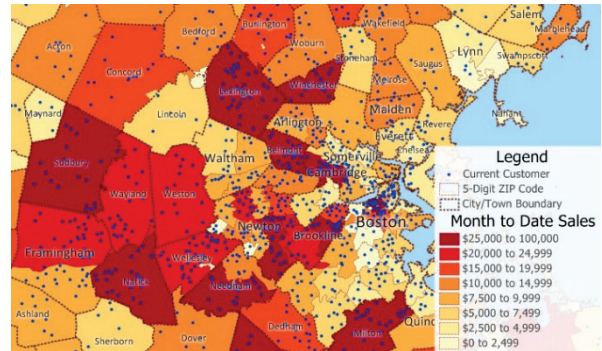 Burlington
Wakefield
Salem
Bedford
Marblehead
Acton
Woburn
Lynn
Stoneham
Concord
Saugus
Swampscott
Lexington
Winchester
Melrose
Nahant
Maynard
Lincoln
Malden
Arlington
Revere
Everett
Waltham
Belmont
Somerville
Chelsea
Sudbury
Cambridge
Wayland
Weston
Boston
Newton
Brookline
Framingham
Wellesley
Natick
Needham
Ashland
Quinc
Milton
Dedham
Sherborn
Dover
Legend
Current Customer
5-Digit ZIP Code
City/Town Boundary
Month to Date Sales
$25,000 to 100,000
$20,000 to 24,999
$15,000 to 19,999
$10,000 to 14,999
$7,500 to 9,999
$5,000 to 7,499
$2,500 to 4,999
$0 to 2,499